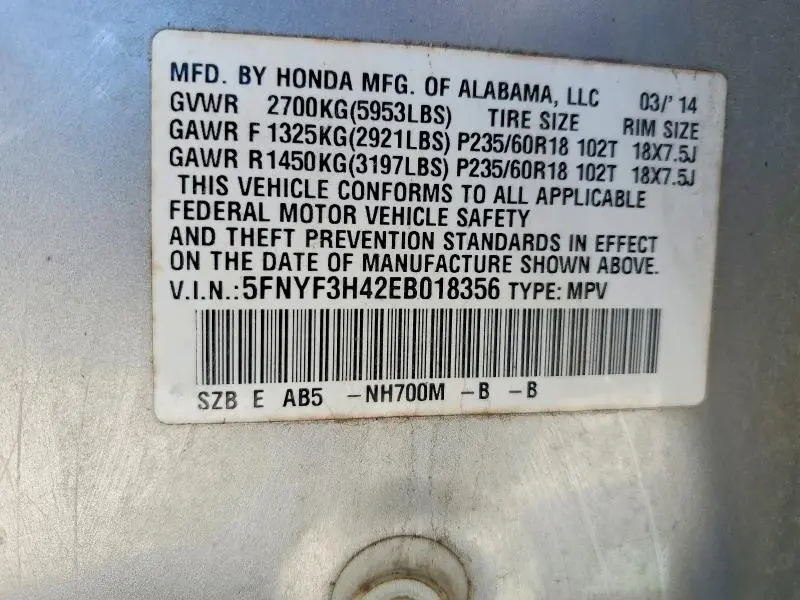 MFD. BY HONDA MFG. OF ALABAMA, LLC 03/'14
GVWR 2700KG(5953LBS) TIRE SIZE RIM SIZE
GAWR F 1325KG(2921LBS) P235/60R18 102T 18X7.5J
GAWR R1450KG(3197LBS) P235/60R18 102T 18X7.5J
THIS VEHICLE CONFORMS TO ALL APPLICABLE
FEDERAL MOTOR VEHICLE SAFETY
AND THEFT PREVENTION STANDARDS IN EFFECT
ON THE DATE OF MANUFACTURE SHOWN ABOVE.
V.I.N.:5FNYF3H42EB018356 TYPE: MPV
SZB E AB5 -NH700M -B -B